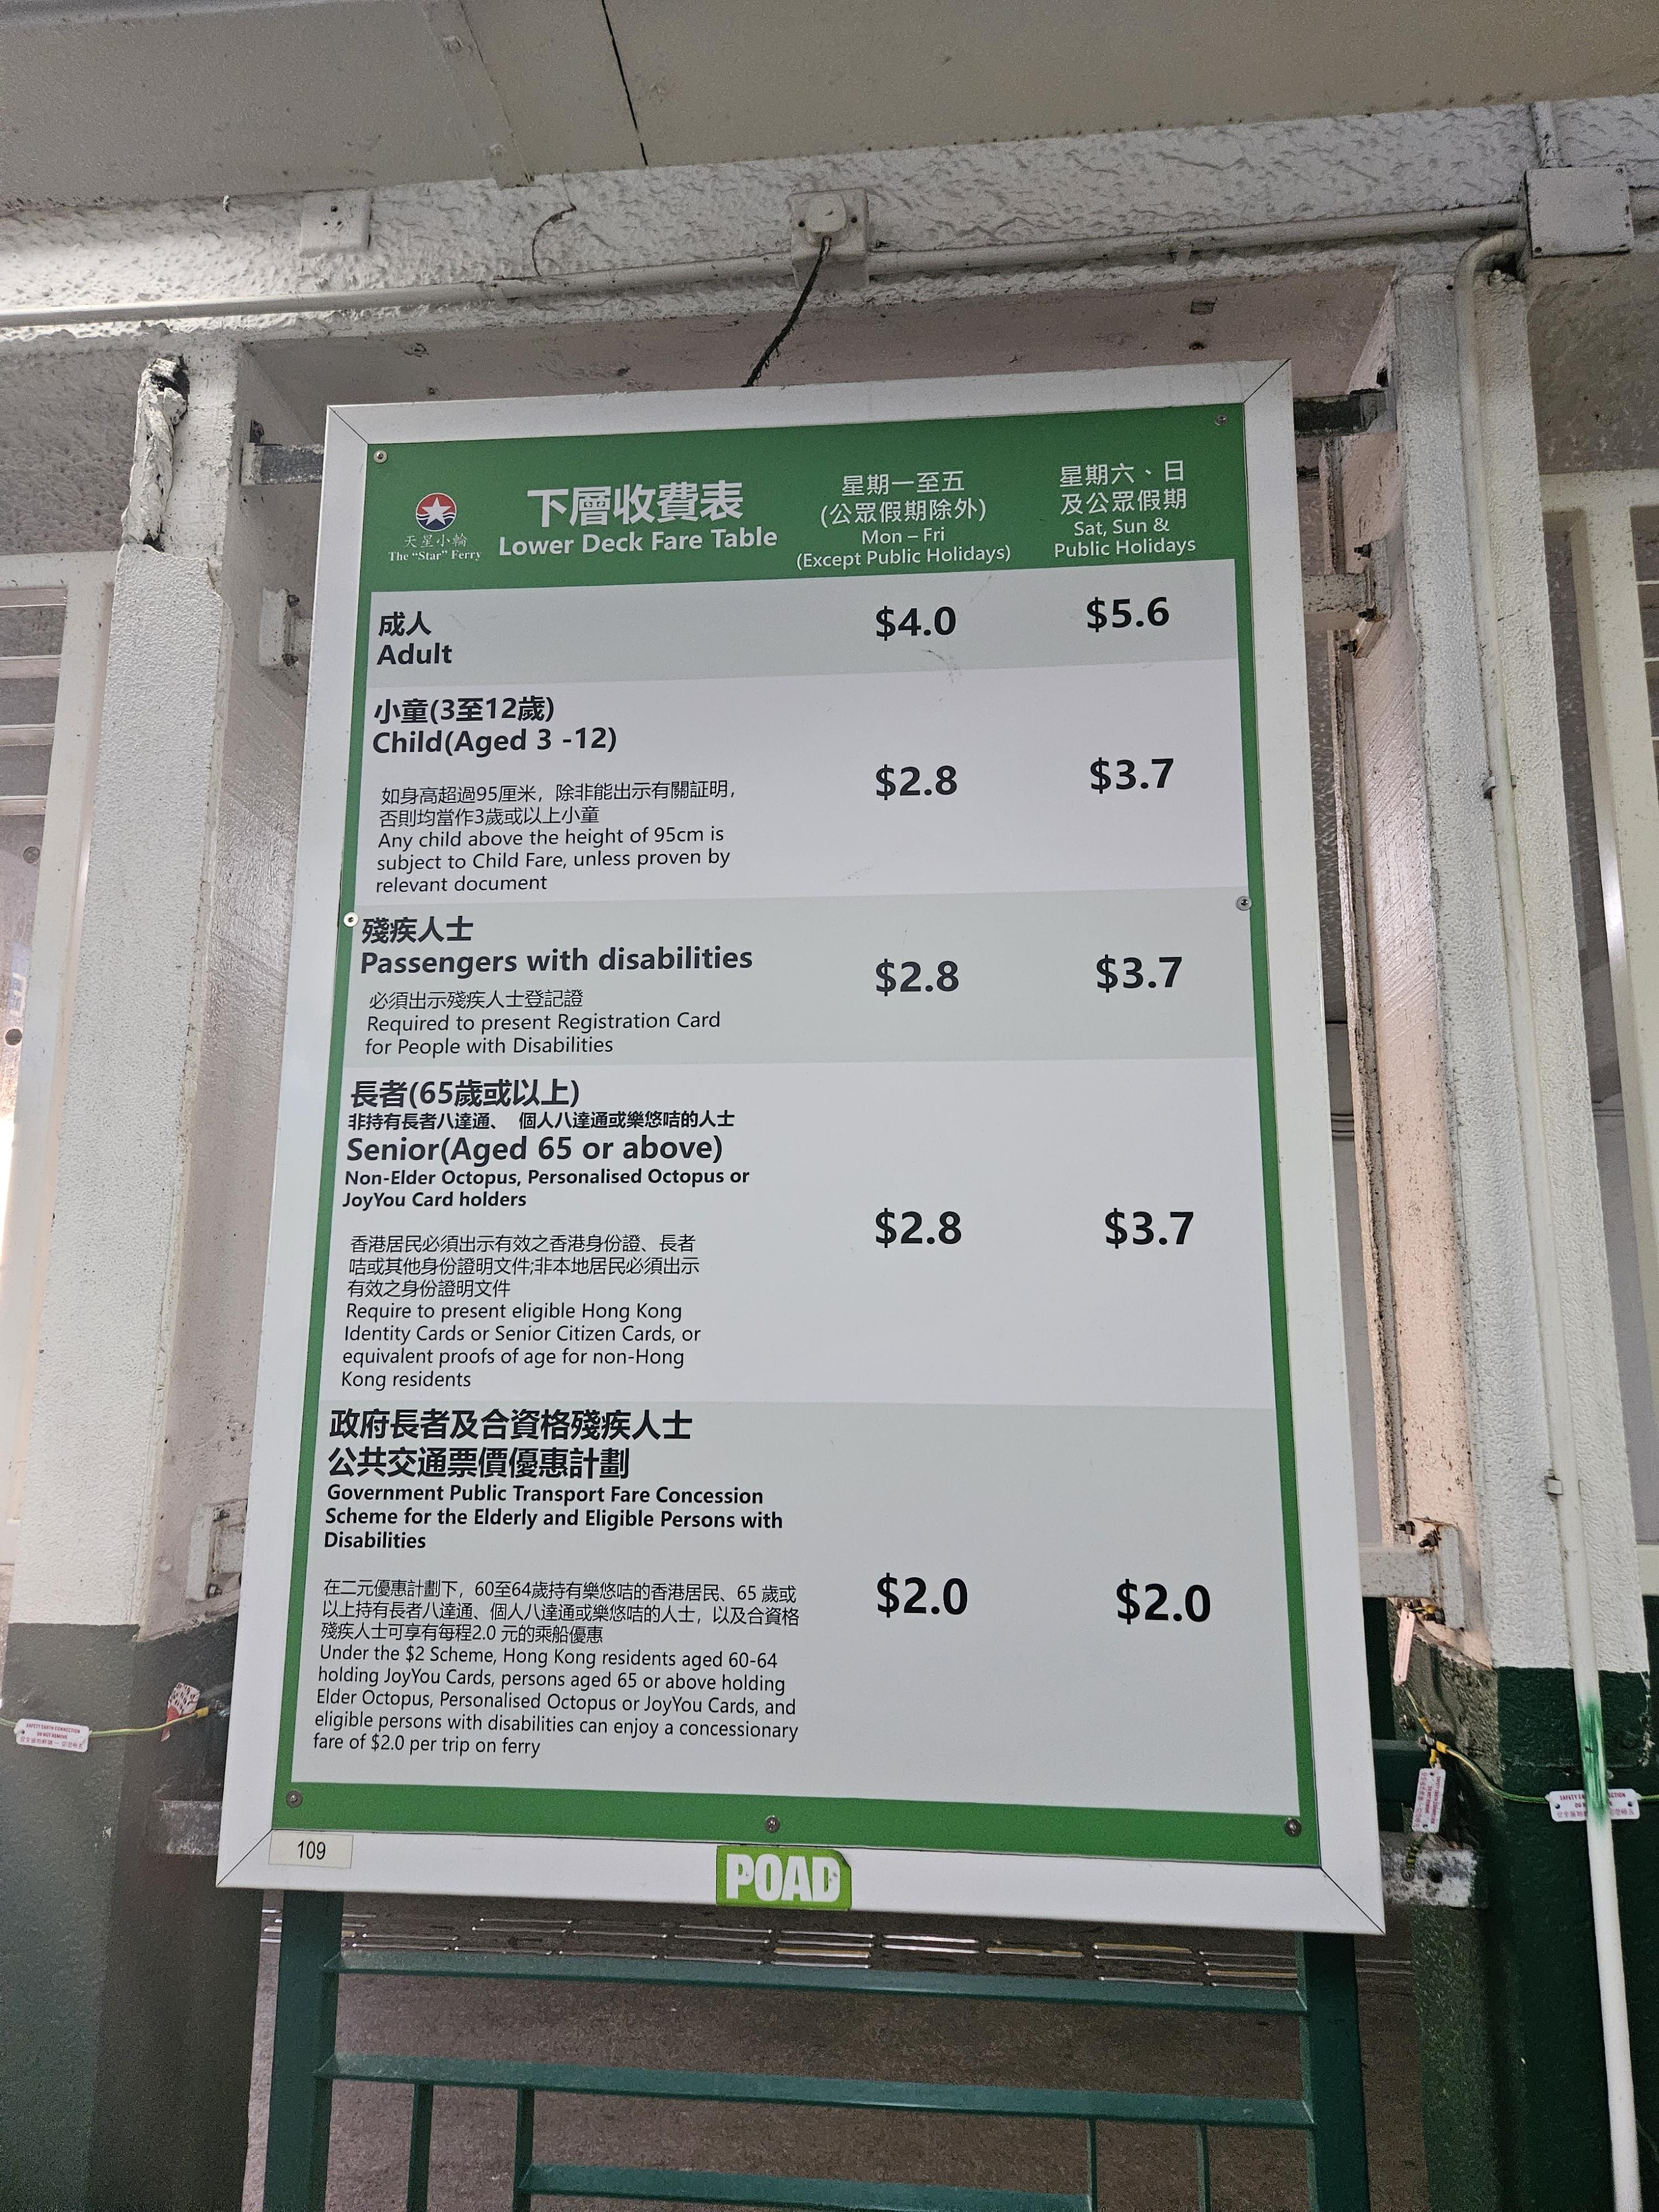 天星小輪
The "Star" Ferry
下層收費表
Lower Deck Fare Table
星期一至五
(公眾假期除外)
Mon – Fri
(Except Public Holidays)
星期六、日
及公眾假期
Sat, Sun &
Public Holidays
成人
Adult
$4.0
$5.6
小童(3至12歲)
Child(Aged 3 -12)
如身高超過95厘米，除非能出示有關証明，
否則均當作3歲或以上小童
Any child above the height of 95cm is
subject to Child Fare, unless proven by
relevant document
$2.8
$3.7
殘疾人士
Passengers with disabilities
必須出示殘疾人士登記證
Required to present Registration Card
for People with Disabilities
$2.8
$3.7
長者(65歲或以上)
非持有長者八達通、 個人八達通或樂悠咭的人士
Senior(Aged 65 or above)
Non-Elder Octopus, Personalised Octopus or
JoyYou Card holders
香港居民必須出示有效之香港身份證、長者
咭或其他身份證明文件;非本地居民必須出示
有效之身份證明文件
Require to present eligible Hong Kong
Identity Cards or Senior Citizen Cards, or
equivalent proofs of age for non-Hong
Kong residents
$2.8
$3.7
政府長者及合資格殘疾人士
公共交通票價優惠計劃
Government Public Transport Fare Concession
Scheme for the Elderly and Eligible Persons with
Disabilities
在二元優惠計劃下，60至64歲持有樂悠咭的香港居民、65 歲或
以上持有長者八達通、個人八達通或樂悠咭的人士，以及合資格
殘疾人士可享有每程2.0 元的乘船優惠
Under the $2 Scheme, Hong Kong residents aged 60-64
holding JoyYou Cards, persons aged 65 or above holding
Elder Octopus, Personalised Octopus or JoyYou Cards, and
eligible persons with disabilities can enjoy a concessionary
fare of $2.0 per trip on ferry
$2.0
$2.0
109
POAD
SAFETY EARTH CONNECTION
DO NOT REMOVE